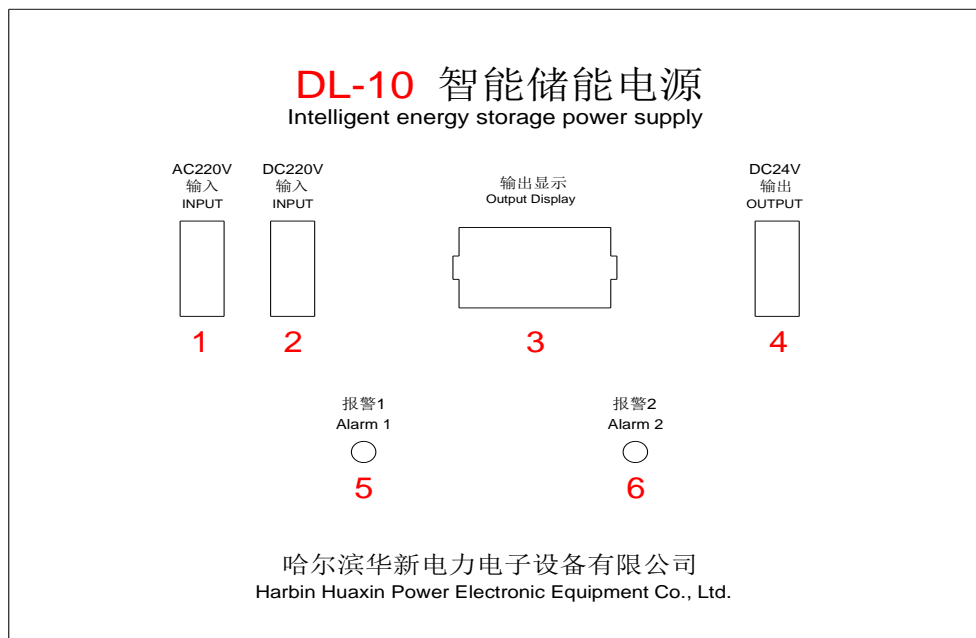 DL-10 智能储能电源
Intelligent energy storage power supply
AC220V
输入
INPUT
DC220V
输入
INPUT
输出显示
Output Display
DC24V
输出
OUTPUT
1
2
3
4
报警1
Alarm 1
报警2
Alarm 2
5
6
哈尔滨华新电力电子设备有限公司
Harbin Huaxin Power Electronic Equipment Co., Ltd.